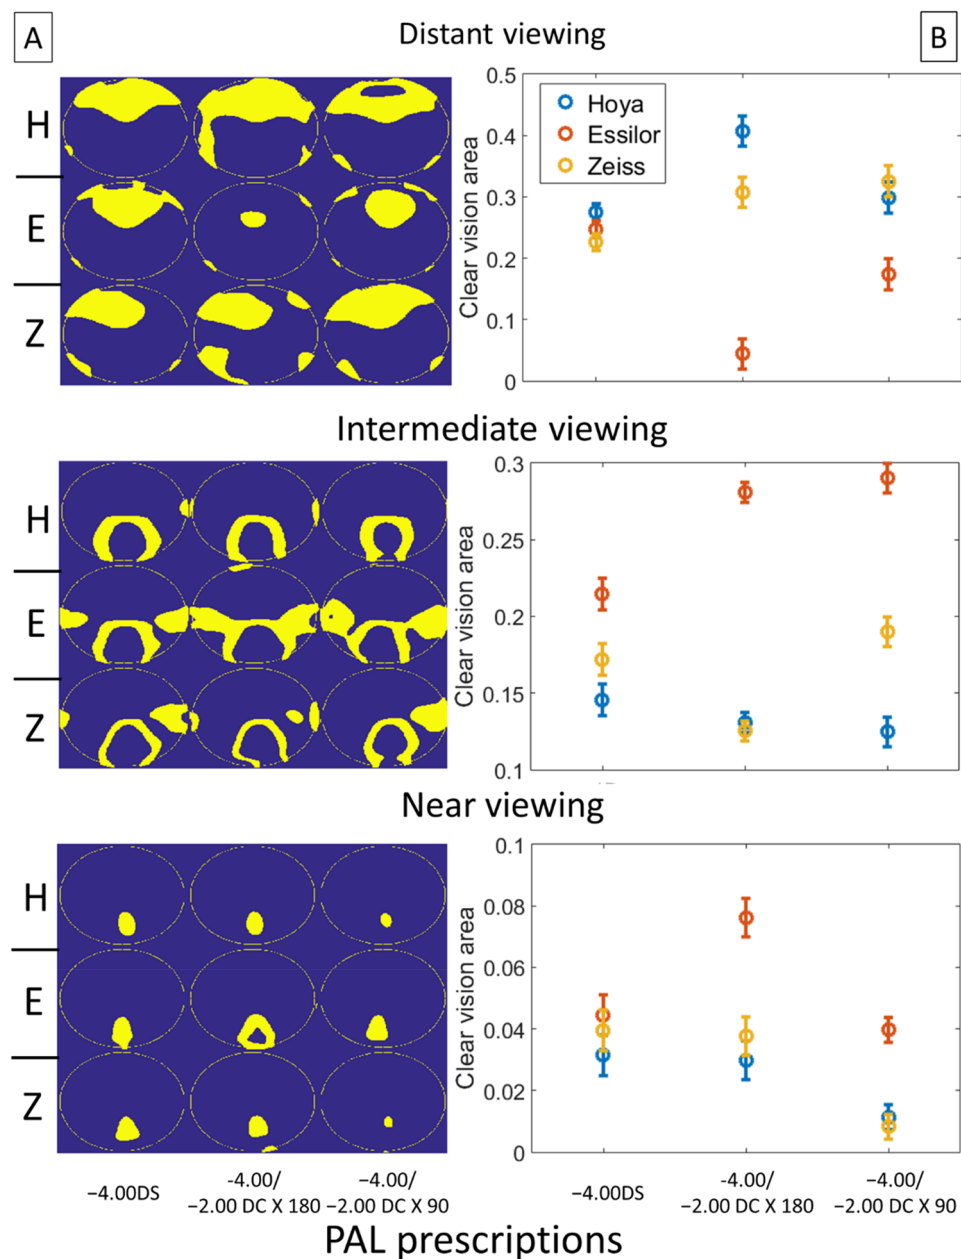 A
Distant viewing
B
H
E
Z
Clear vision area
0.5
0.4
0.3
0.2
0.1
0
Hoya
Essilor
Zeiss
Intermediate viewing
H
E
Z
Clear vision area
0.3
0.25
0.2
0.15
0.1
Near viewing
H
E
Z
Clear vision area
0.1
0.08
0.06
0.04
0.02
0
−4.00DS
-4.00/
−2.00 DC X 180
−4.00/
−2.00 DC X 90
−4.00DS
-4.00/
−2.00 DC X 180
−4.00/
−2.00 DC X 90
PAL prescriptions